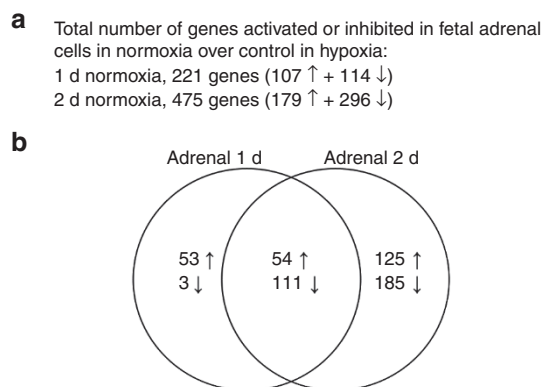 a
Total number of genes activated or inhibited in fetal adrenal
cells in normoxia over control in hypoxia:
1 d normoxia, 221 genes (107 ↑ + 114 ↓)
2 d normoxia, 475 genes (179 ↑ + 296 ↓)
b
Adrenal 1 d Adrenal 2 d
53 ↑ 54 ↑ 125 ↑
3 ↓ 111 ↓ 185 ↓